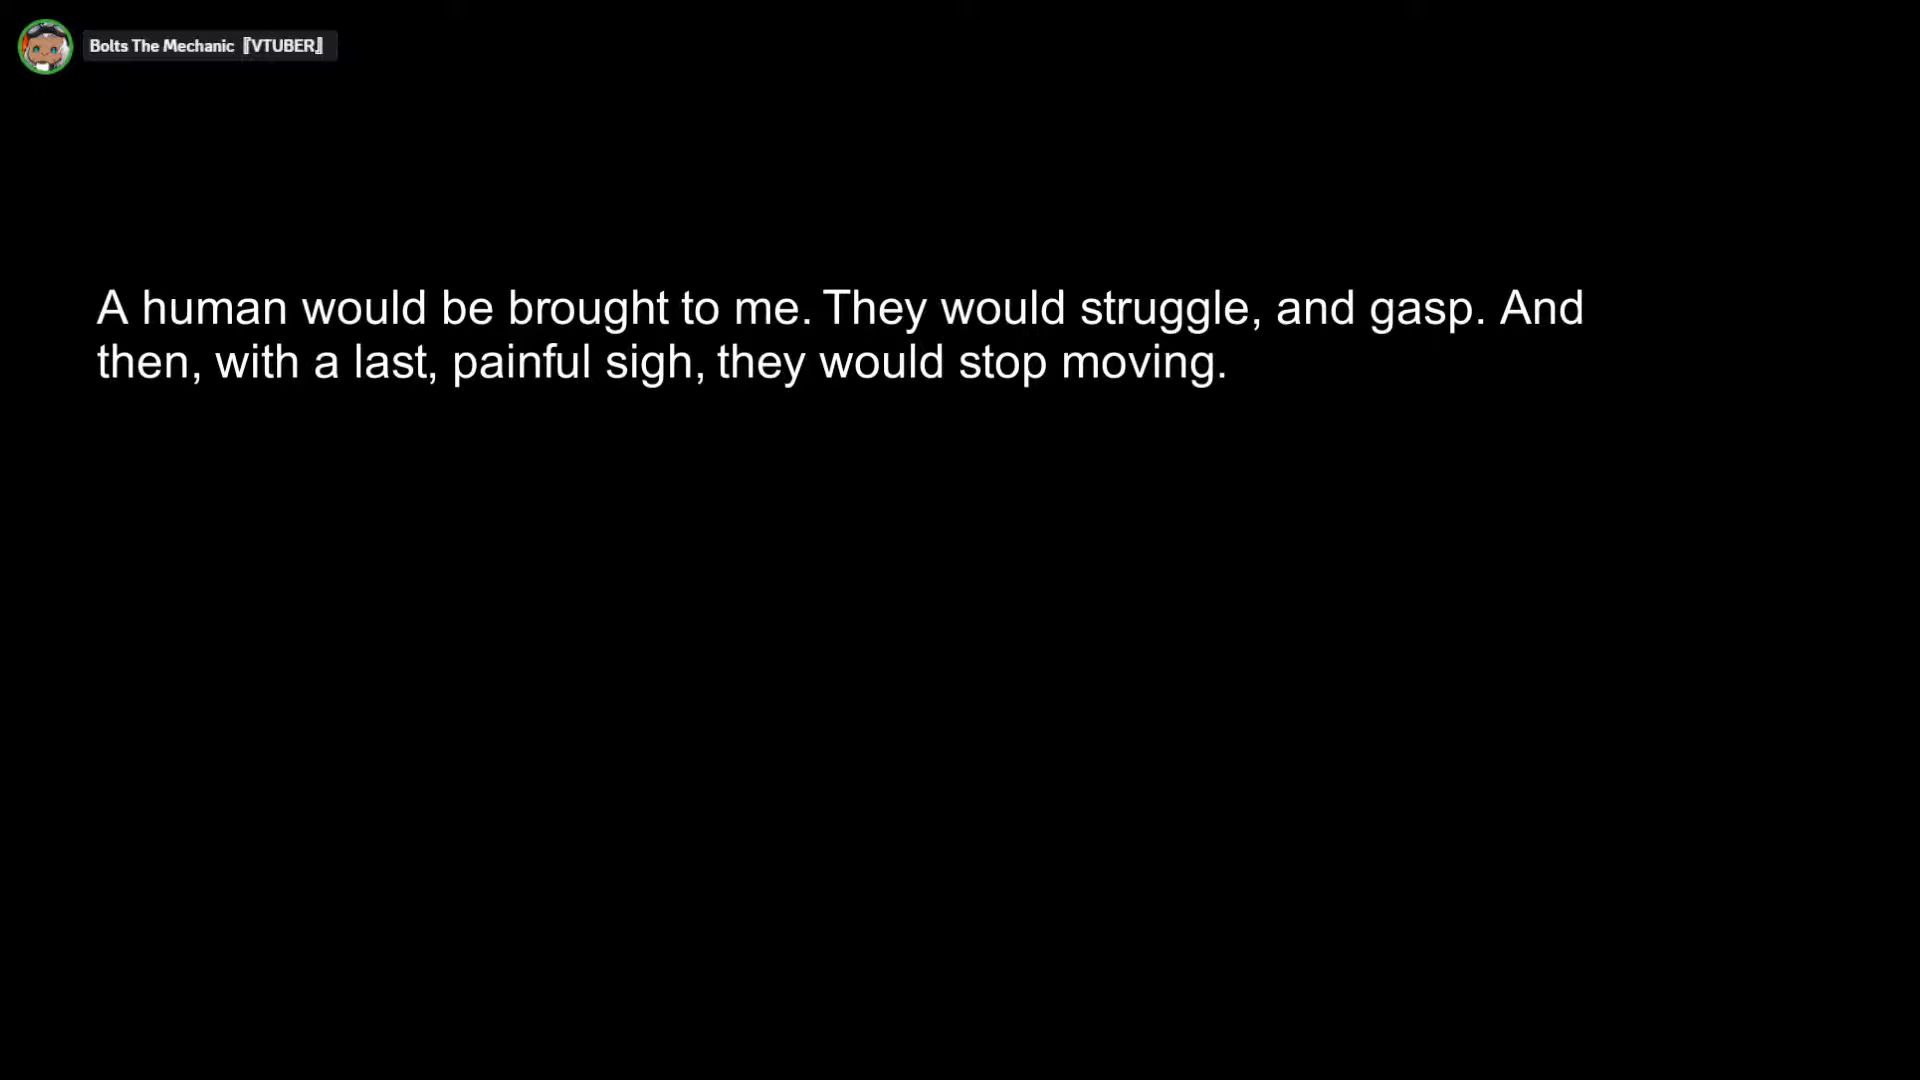 Bolts The Mechanic『VTUBER』
A human would be brought to me. They would struggle, and gasp. And
then, with a last, painful sigh, they would stop moving.